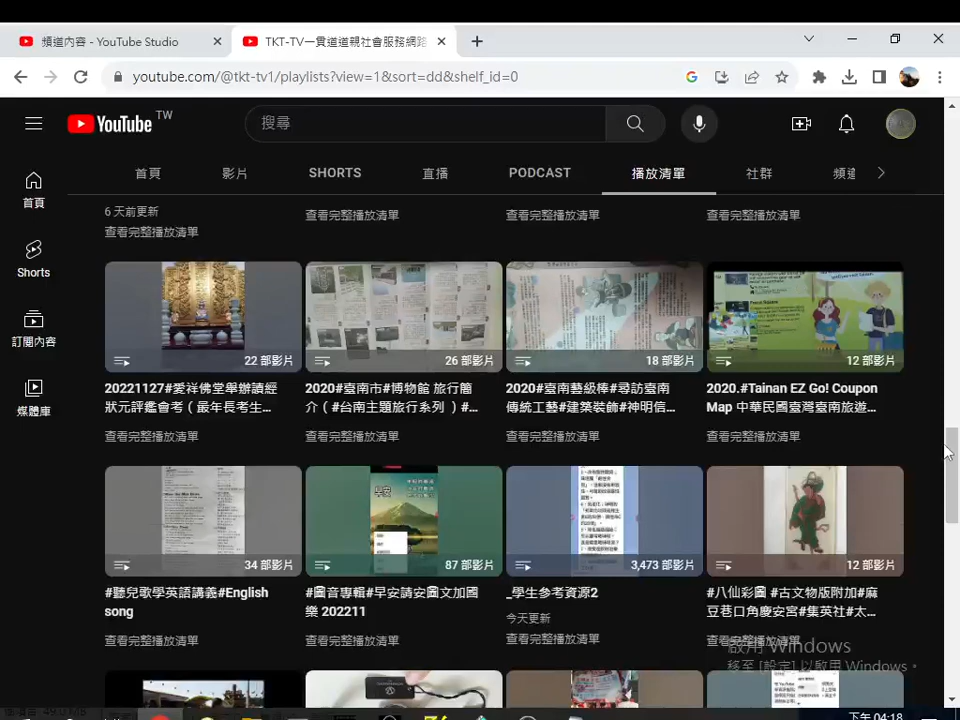 頻道內容 - YouTube Studio
TKT-TV一貫道道親社會服務網路
youtube.com/@tkt-tv1/playlists?view=1&sort=dd&shelf_id=0
YouTube TW
搜尋
首頁
影片
SHORTS
直播
PODCAST
播放清單
社群
首頁
Shorts
訂閱內容
媒體庫
6 天前更新
查看完整播放清單
查看完整播放清單
查看完整播放清單
查看完整播放清單
22 部影片
26 部影片
18 部影片
12 部影片
20221127#愛祥佛堂舉辦讀經
狀元評鑑會考（最年長考生...
查看完整播放清單
2020#臺南市#博物館 旅行簡
介（#台南主題旅行系列 ）#...
查看完整播放清單
2020#臺南藝級棒#尋訪臺南
傳統工藝#建築裝飾#神明信...
查看完整播放清單
2020.#Tainan EZ Go! Coupon
Map 中華民國臺灣臺南旅遊...
查看完整播放清單
早安
34 部影片
87 部影片
3,473 部影片
12 部影片
#聽兒歌學英語講義#English
song
查看完整播放清單
#圖音專輯#早安請安圖文加國
樂 202211
查看完整播放清單
_學生參考資源2
今天更新
查看完整播放清單
#八仙彩圖 #古文物版附加#麻
豆巷口角慶安宮#集英社#太...
查看完整播放清單
啟用 Windows
移至 [設定] 以啟用 Windows。
下午 04:18